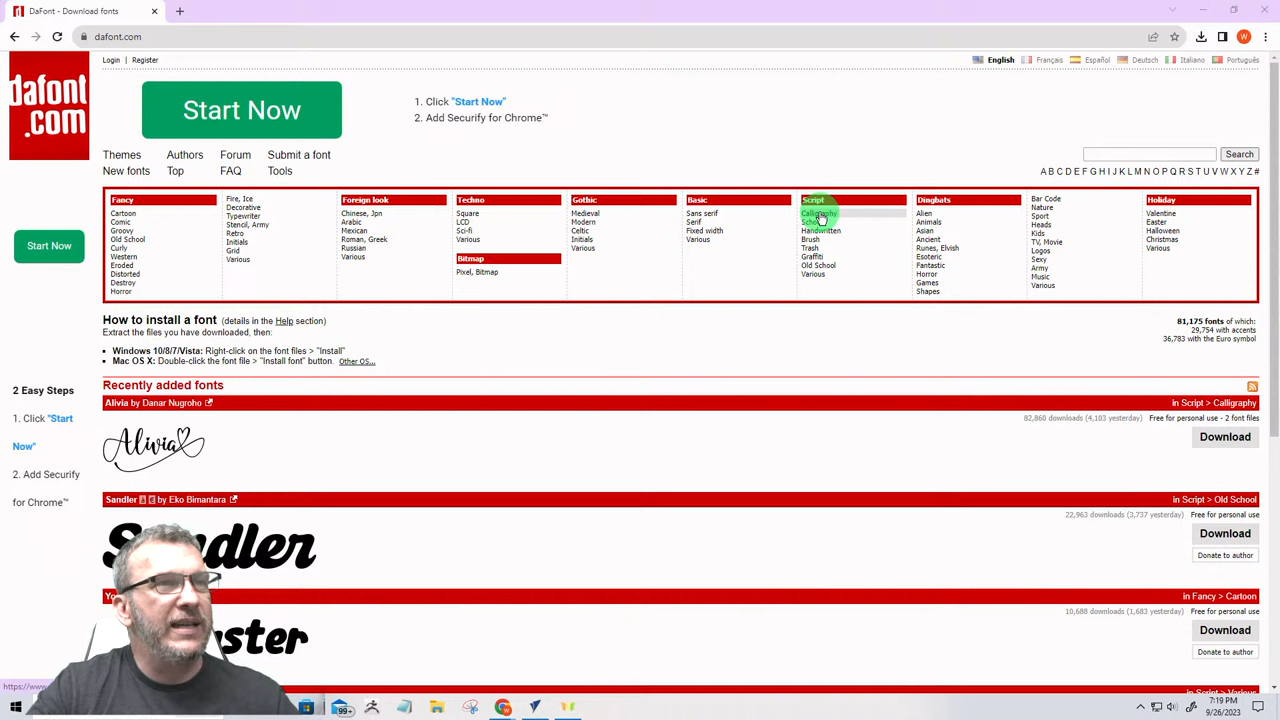 DaFont - Download fonts
dafont.com
W
Login | Register
English Français Español Deutsch Italiano Português
dafont
.com
Start Now
1. Click "Start Now"
2. Add Securify for Chrome™
Themes Authors Forum Submit a font
New fonts Top FAQ Tools
Search
A B C D E F G H I J K L M N O P Q R S T U V W X Y Z #
Fancy
Cartoon
Comic
Groovy
Old School
Curly
Western
Eroded
Distorted
Destroy
Horror
Fire, Ice
Decorative
Typewriter
Stencil, Army
Retro
Initials
Grid
Various
Foreign look
Chinese, Jpn
Arabic
Mexican
Roman, Greek
Russian
Various
Techno
Square
LCD
Sci-fi
Various
Bitmap
Pixel, Bitmap
Gothic
Medieval
Modern
Celtic
Initials
Various
Basic
Sans serif
Serif
Fixed width
Various
Script
Calligraphy
School
Handwritten
Brush
Trash
Graffiti
Old School
Various
Dingbats
Alien
Animals
Asian
Ancient
Runes, Elvish
Esoteric
Fantastic
Horror
Games
Shapes
Bar Code
Nature
Sport
Heads
Kids
TV, Movie
Logos
Sexy
Army
Music
Various
Holiday
Valentine
Easter
Halloween
Christmas
Various
Start Now
2 Easy Steps
1. Click "Start
Now"
2. Add Securify
for Chrome™
How to install a font (details in the Help section)
Extract the files you have downloaded, then:
Windows 10/8/7/Vista: Right-click on the font files > "Install"
Mac OS X: Double-click the font file > "Install font" button. Other OS...
81,175 fonts of which:
29,754 with accents
36,783 with the Euro symbol
Recently added fonts
Alivia by Danar Nugroho in Script > Calligraphy
82,860 downloads (4,103 yesterday) Free for personal use - 2 font files
Download
Alivia
Sandler à € by Eko Bimantara in Script > Old School
22,963 downloads (3,737 yesterday) Free for personal use
Download
Donate to author
in Fancy > Cartoon
10,688 downloads (1,683 yesterday) Free for personal use
Download
Donate to author
in Script > Various
https://www.
99+
7:19 PM
9/26/2023